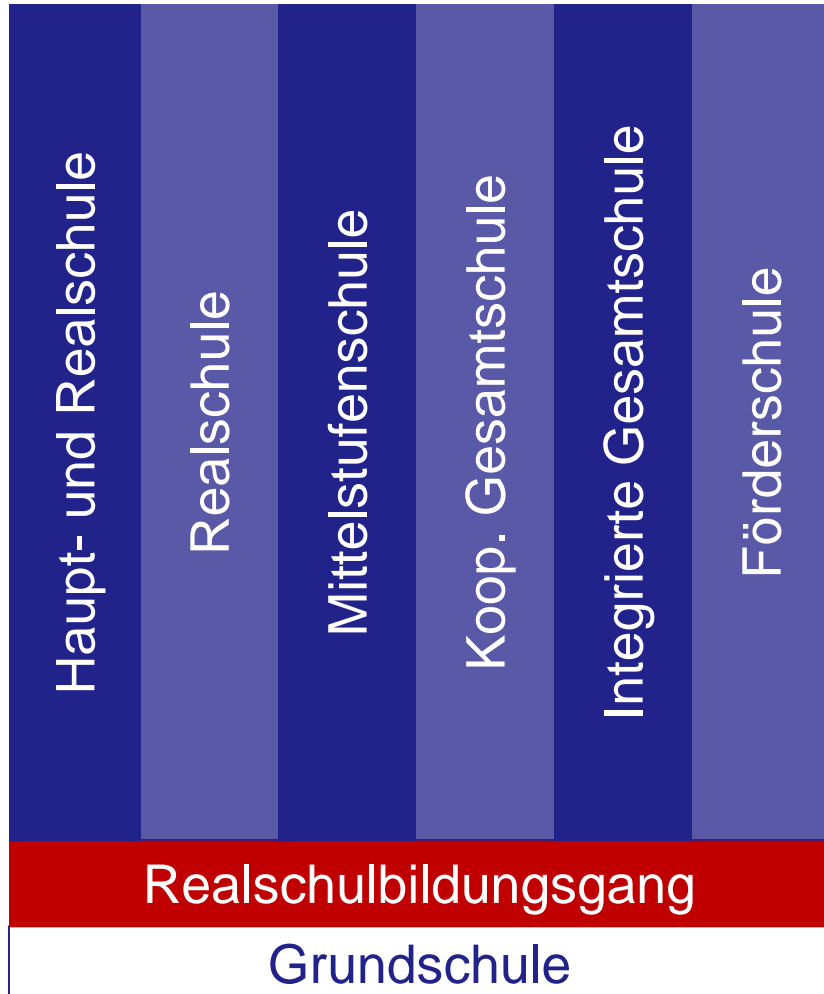 Haupt- und Realschule
Realschule
Mittelstufenschule
Koop. Gesamtschule
Integrierte Gesamtschule
Förderschule
Realschulbildungsgang
Grundschule